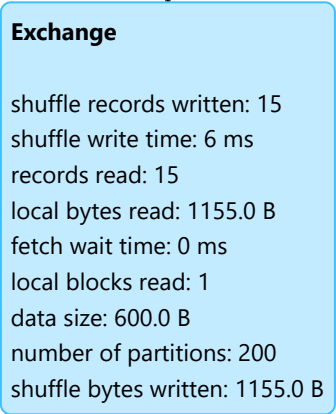 Exchange
shuffle records written: 15
shuffle write time: 6 ms
records read: 15
local bytes read: 1155.0 B
fetch wait time: 0 ms
local blocks read: 1
data size: 600.0 B
number of partitions: 200
shuffle bytes written: 1155.0 B